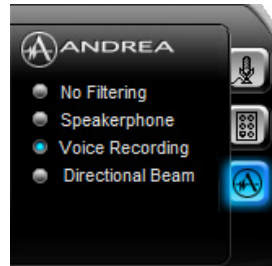 ANDREA
No Filtering
Speakerphone
Voice Recording
Directional Beam